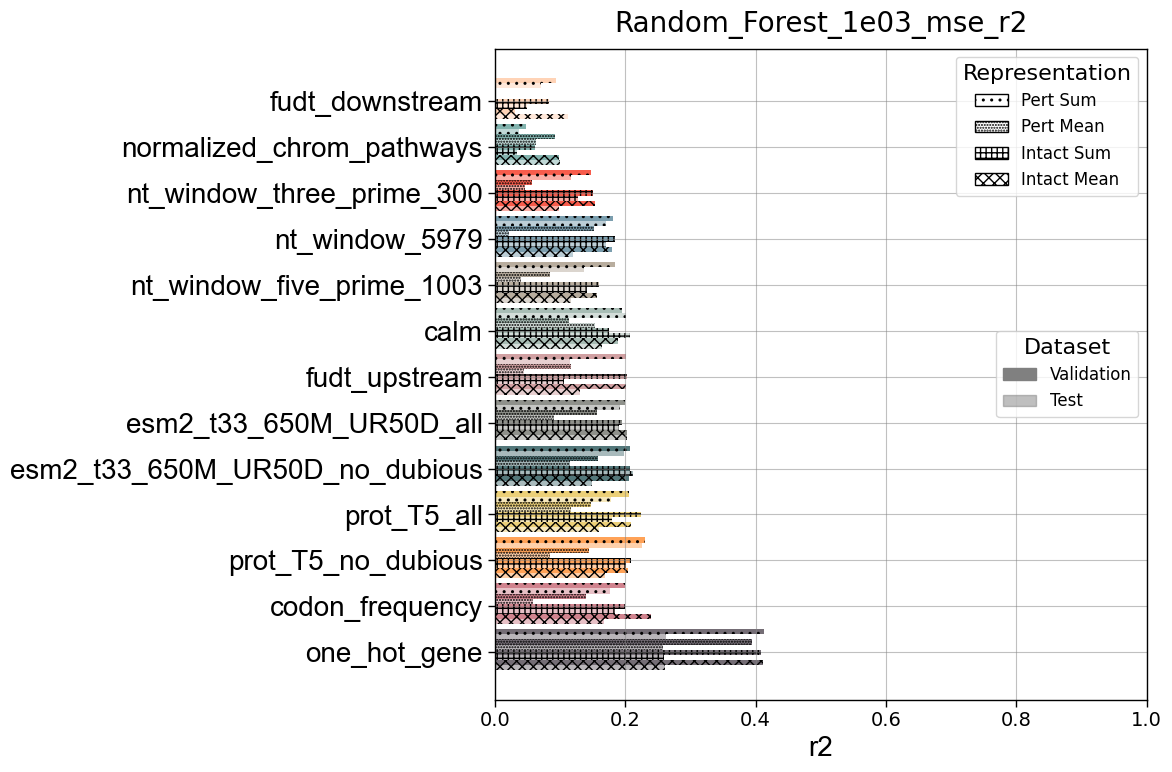 Random_Forest_1e03_mse_r2
Representation
Pert Sum
Pert Mean
Intact Sum
Intact Mean
Dataset
Validation
Test
fudt_downstream
normalized_chrom_pathways
nt_window_three_prime_300
nt_window_5979
nt_window_five_prime_1003
calm
fudt_upstream
esm2_t33_650M_UR50D_all
esm2_t33_650M_UR50D_no_dubious
prot_T5_all
prot_T5_no_dubious
codon_frequency
one_hot_gene
0.0 0.2 0.4 0.6 0.8 1.0
r2